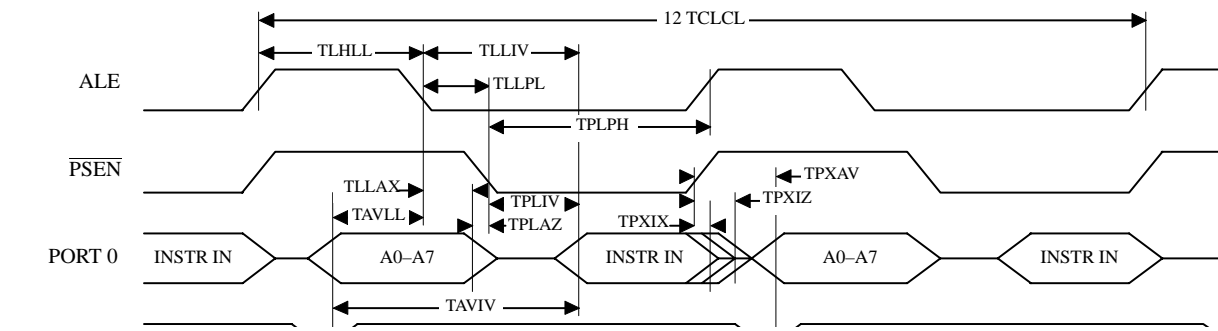 12 TCLCL
TLHLL TLLIV
ALE TLLPL
TPLPH
PSEN TPXAV
TLLAX TPLIV TPXIZ
TAVLL TPLAZ TPXIX
PORT 0 INSTR IN A0–A7 INSTR IN A0–A7 INSTR IN
TAVIV